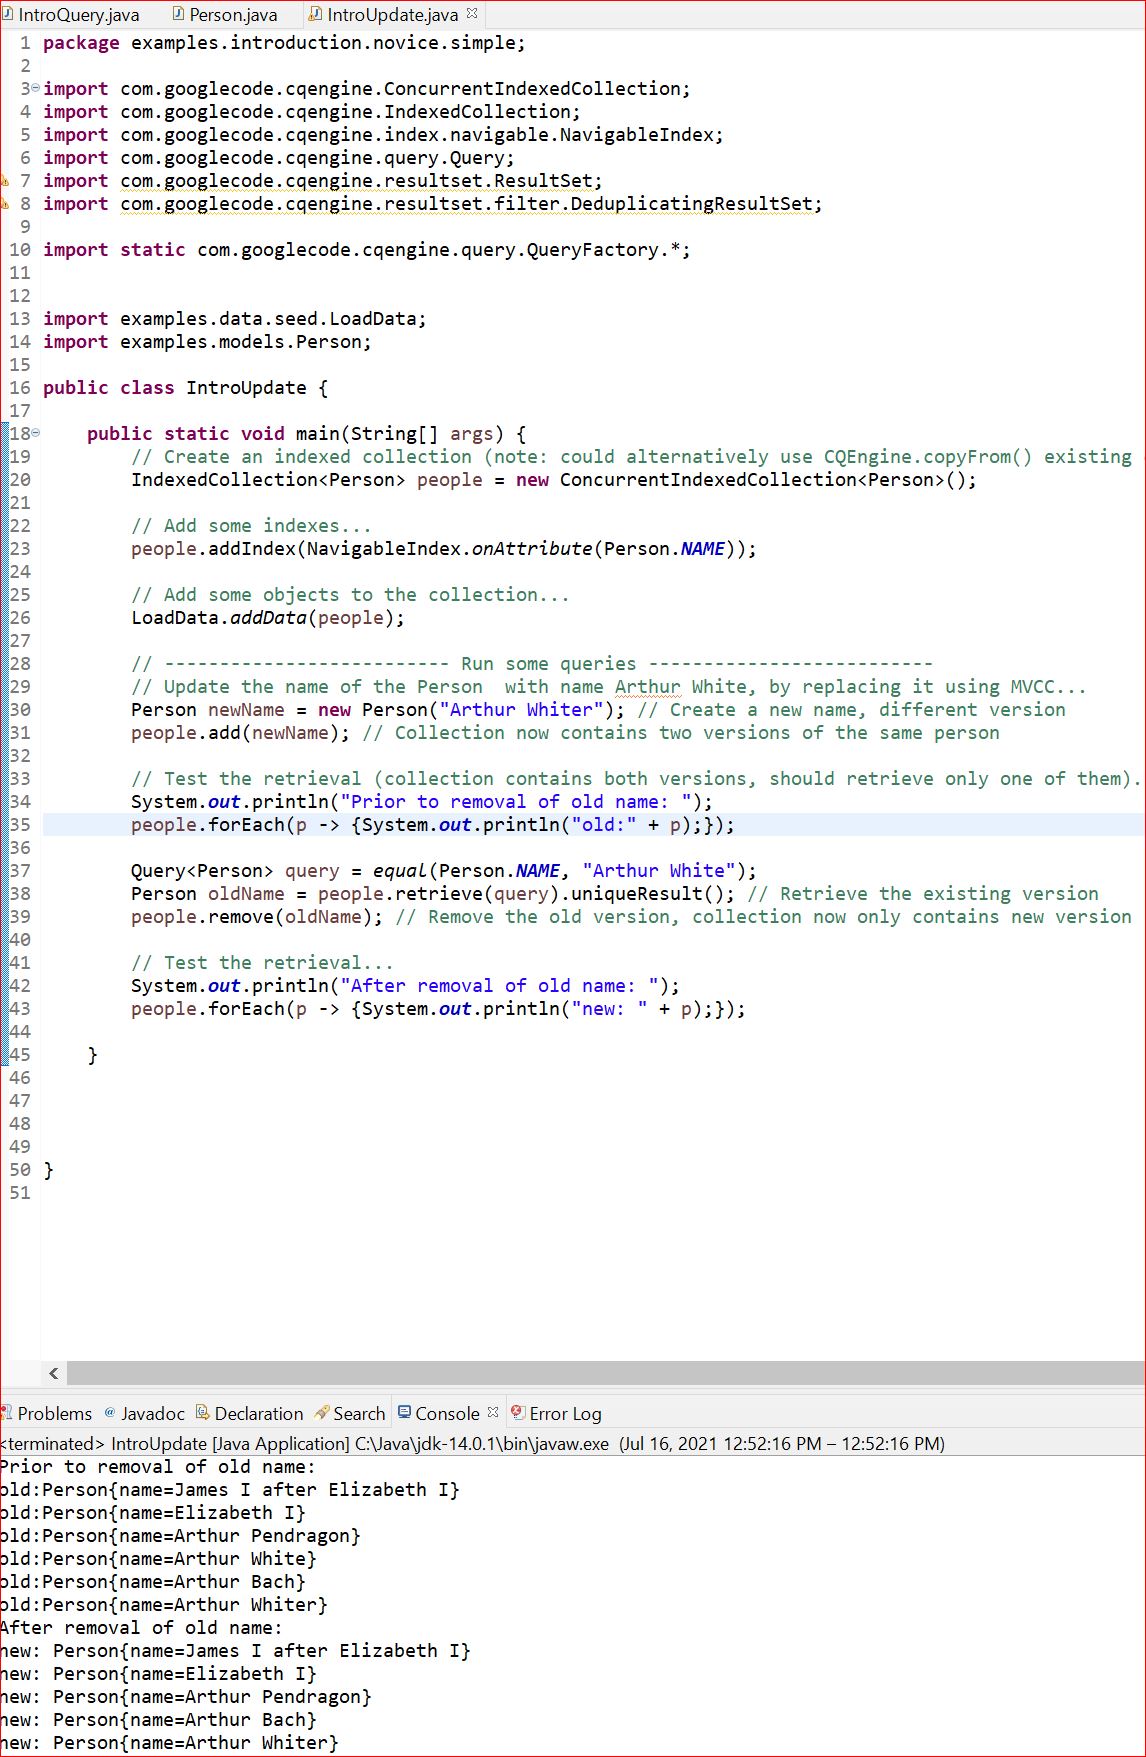 IntroQuery.java Person.java IntroUpdate.java
1 package examples.introduction.novice.simple;
2
3 import com.googlecode.cqengine.ConcurrentIndexedCollection;
4 import com.googlecode.cqengine.IndexedCollection;
5 import com.googlecode.cqengine.index.navigable.NavigableIndex;
6 import com.googlecode.cqengine.query.Query;
7 import com.googlecode.cqengine.resultset.ResultSet;
8 import com.googlecode.cqengine.resultset.filter.DeduplicatingResultSet;
9
10 import static com.googlecode.cqengine.query.QueryFactory.*;
11
12
13 import examples.data.seed.LoadData;
14 import examples.models.Person;
15
16 public class IntroUpdate {
17
18     public static void main(String[] args) {
19         // Create an indexed collection (note: could alternatively use CQEngine.copyFrom() existing
20         IndexedCollection<Person> people = new ConcurrentIndexedCollection<Person>();
21
22         // Add some indexes...
23         people.addIndex(NavigableIndex.onAttribute(Person.NAME));
24
25         // Add some objects to the collection...
26         LoadData.addData(people);
27
28         // -------------------------- Run some queries --------------------------
29         // Update the name of the Person  with name Arthur White, by replacing it using MVCC...
30         Person newName = new Person("Arthur Whiter"); // Create a new name, different version
31         people.add(newName); // Collection now contains two versions of the same person
32
33         // Test the retrieval (collection contains both versions, should retrieve only one of them).
34         System.out.println("Prior to removal of old name: ");
35         people.forEach(p -> {System.out.println("old:" + p);});
36
37         Query<Person> query = equal(Person.NAME, "Arthur White");
38         Person oldName = people.retrieve(query).uniqueResult(); // Retrieve the existing version
39         people.remove(oldName); // Remove the old version, collection now only contains new version
40
41         // Test the retrieval...
42         System.out.println("After removal of old name: ");
43         people.forEach(p -> {System.out.println("new: " + p);});
44
45     }
46
47
48
49
50 }
51
Problems Javadoc Declaration Search Console Error Log
<terminated> IntroUpdate [Java Application] C:\Java\jdk-14.0.1\bin\javaw.exe (Jul 16, 2021 12:52:16 PM – 12:52:16 PM)
Prior to removal of old name:
old:Person{name=James I after Elizabeth I}
old:Person{name=Elizabeth I}
old:Person{name=Arthur Pendragon}
old:Person{name=Arthur White}
old:Person{name=Arthur Bach}
old:Person{name=Arthur Whiter}
After removal of old name:
new: Person{name=James I after Elizabeth I}
new: Person{name=Elizabeth I}
new: Person{name=Arthur Pendragon}
new: Person{name=Arthur Bach}
new: Person{name=Arthur Whiter}